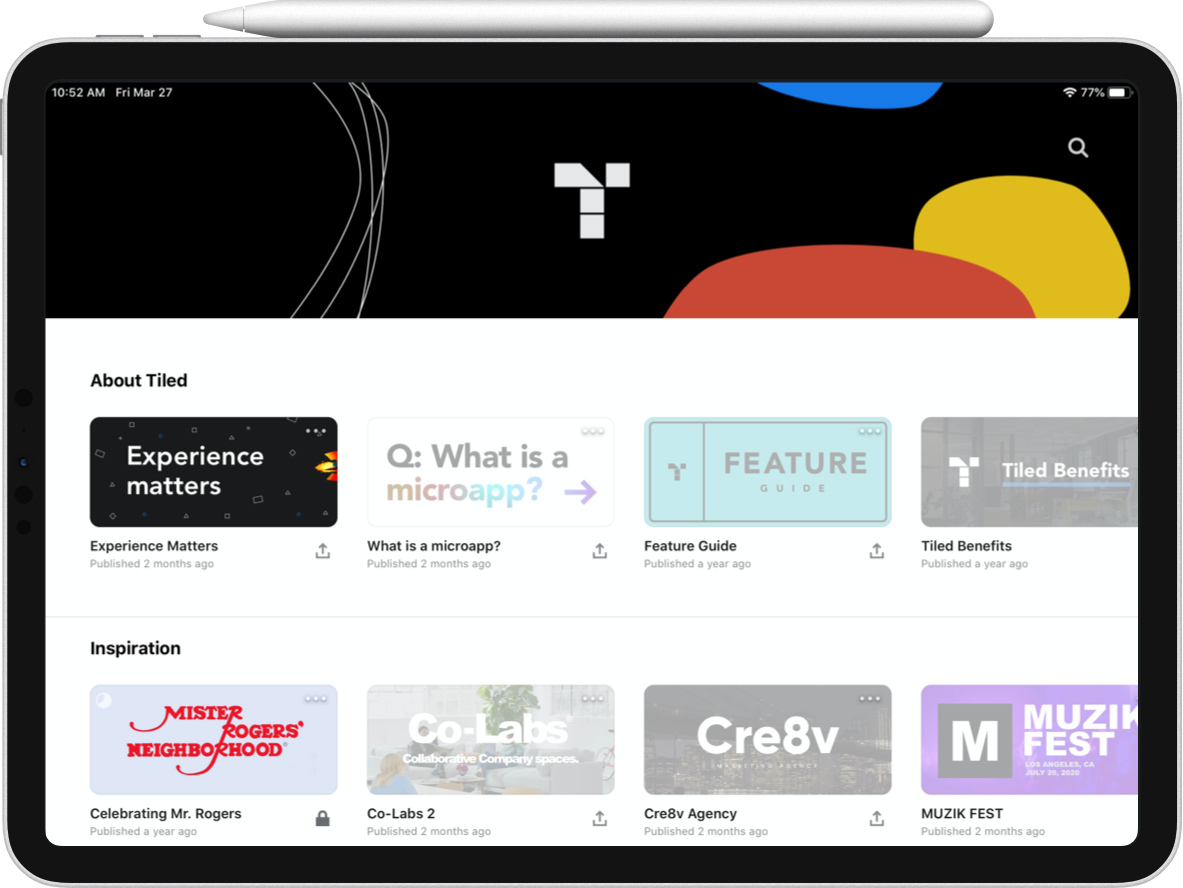 10:52 AM Fri Mar 27
77%
About Tiled
Experience
matters
Q: What is a
microapp?
FEATURE
GUIDE
Tiled Benefits
Experience Matters
Published 2 months ago
What is a microapp?
Published 2 months ago
Feature Guide
Published a year ago
Tiled Benefits
Published a year ago
Inspiration
MISTER
ROGERS'
NEIGHBORHOOD
Co-Labs
Collaborative Company spaces.
Cre8v
MARKETING AGENCY
M
MUZIK
FEST
LOS ANGELES, CA
JULY 20, 2020
Celebrating Mr. Rogers
Published a year ago
Co-Labs 2
Published 2 months ago
Cre8v Agency
Published 2 months ago
MUZIK FEST
Published 2 months ago